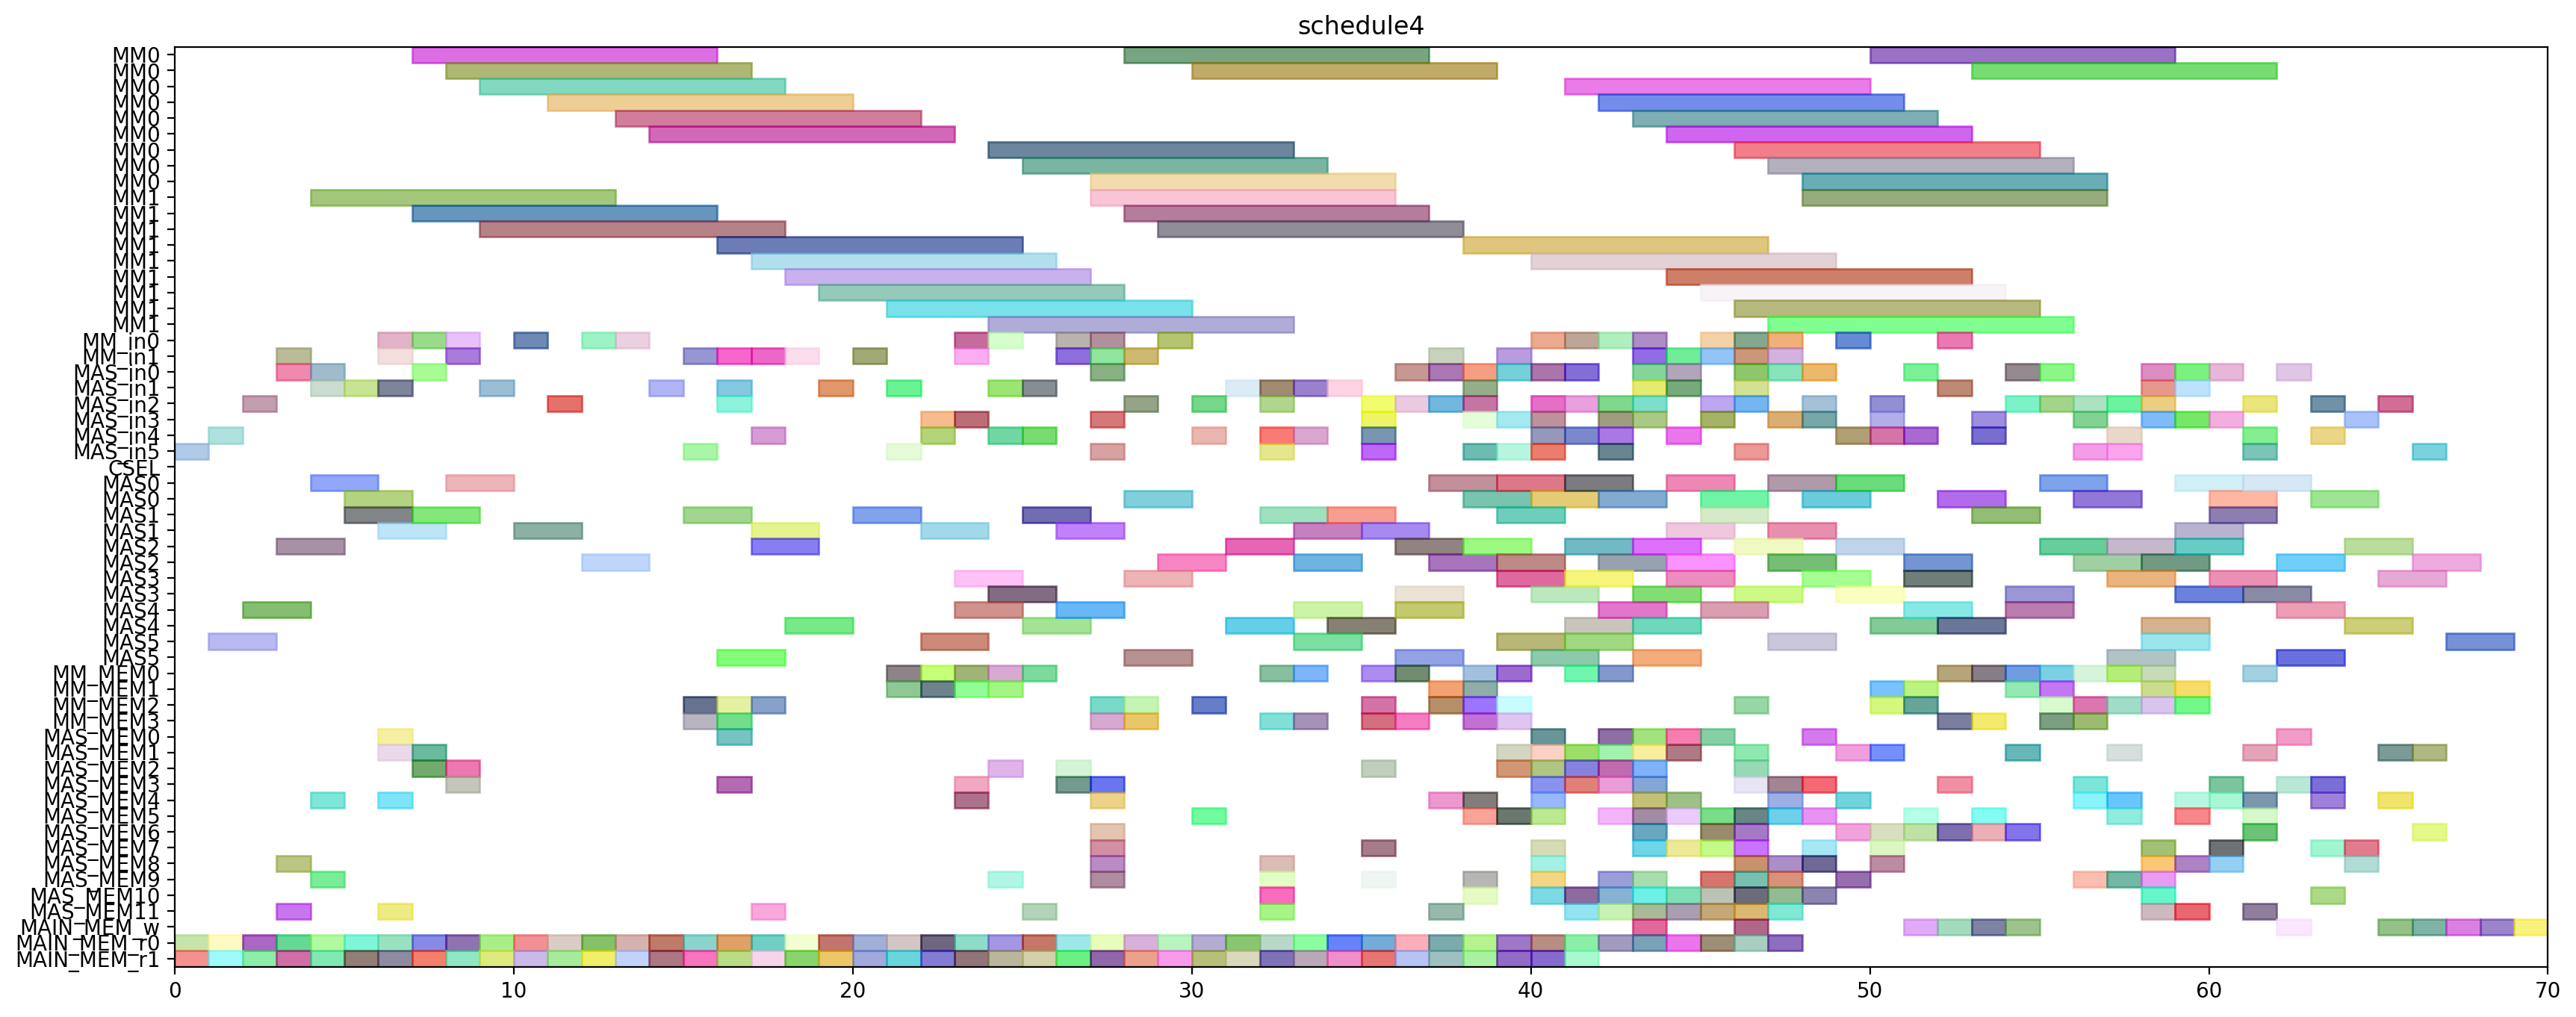 schedule4
MM0
MM0
MM0
MM0
MM0
MM0
MM0
MM0
MM0
MM1
MM1
MM1
MM1
MM1
MM1
MM1
MM1
MM1
MM_in0
MM_in1
MAS_in0
MAS_in1
MAS_in2
MAS_in3
MAS_in4
MAS_in5
CSEL
MAS0
MAS0
MAS1
MAS1
MAS2
MAS2
MAS3
MAS3
MAS4
MAS4
MAS5
MAS5
MM_MEM0
MM_MEM1
MM_MEM2
MM_MEM3
MAS_MEM0
MAS_MEM1
MAS_MEM2
MAS_MEM3
MAS_MEM4
MAS_MEM5
MAS_MEM6
MAS_MEM7
MAS_MEM8
MAS_MEM9
MAS_MEM10
MAS_MEM11
MAIN_MEM_w
MAIN_MEM_r0
MAIN_MEM_r1
0 10 20 30 40 50 60 70